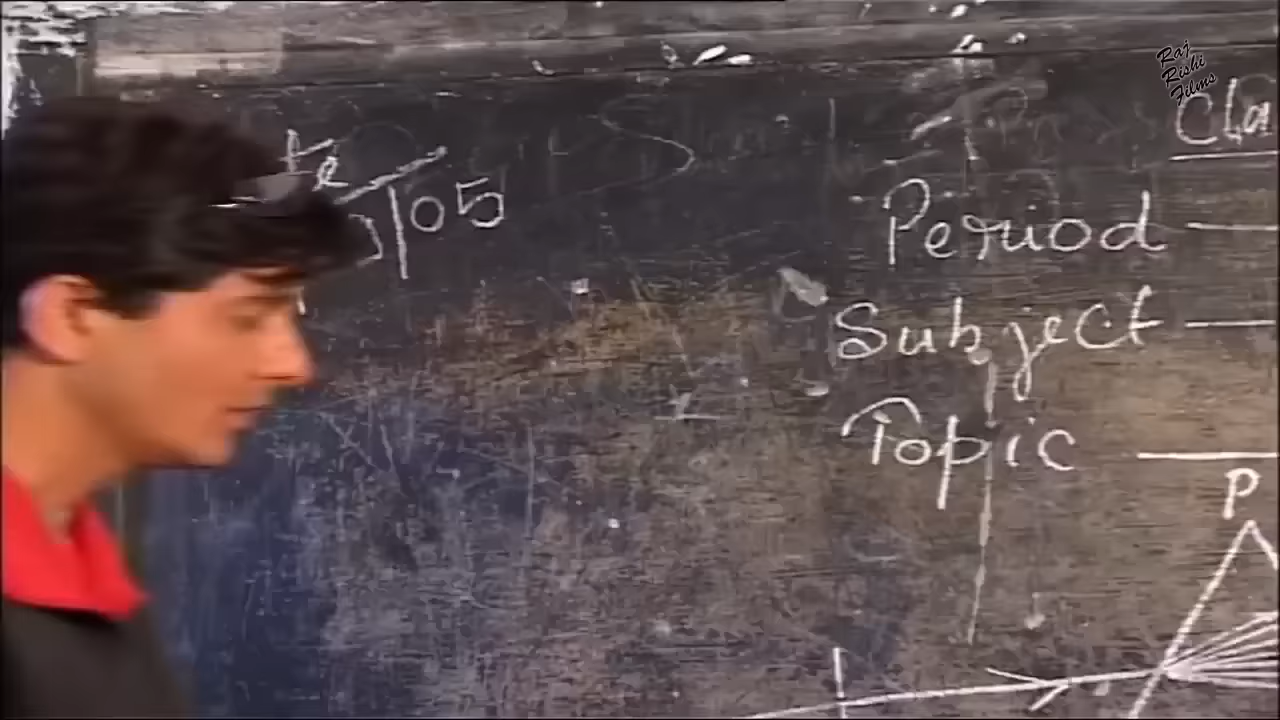 Raj
Rishi
Films
te
/05
Cla
Period —
Subject —
Topic —
P